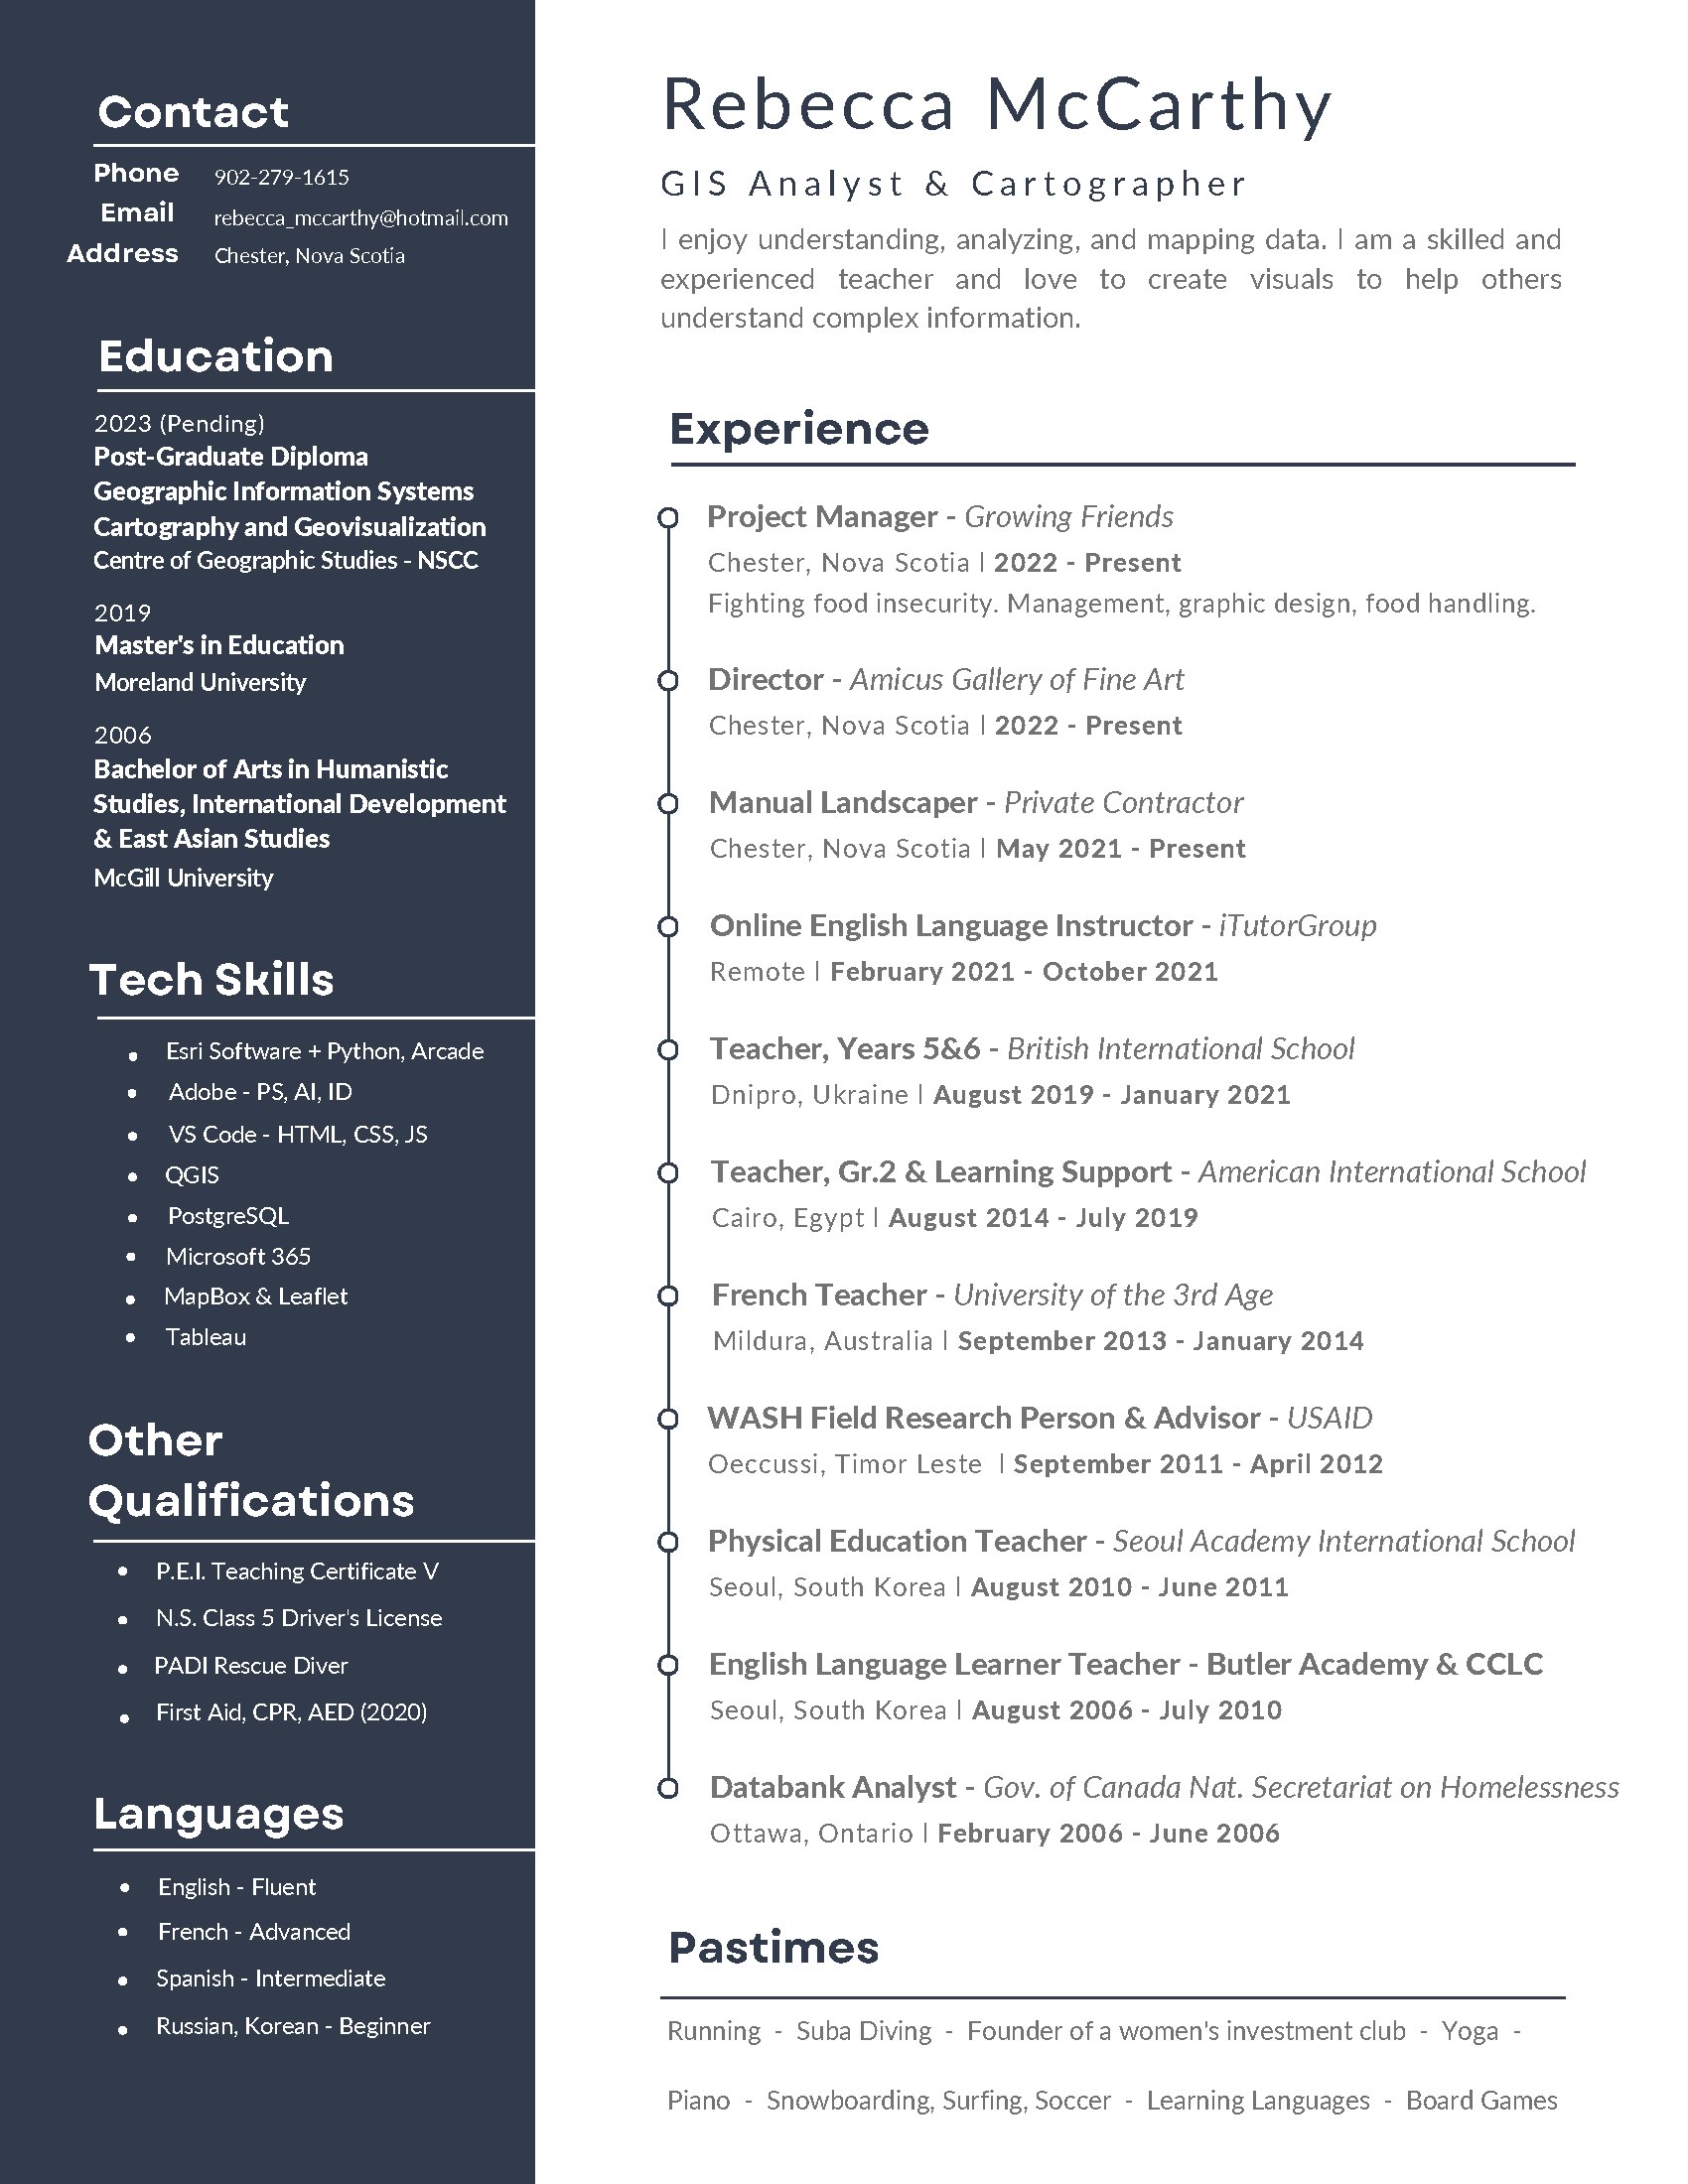 Contact
Phone 902-279-1615
Email rebecca_mccarthy@hotmail.com
Address Chester, Nova Scotia
Education
2023 (Pending)
Post-Graduate Diploma
Geographic Information Systems
Cartography and Geovisualization
Centre of Geographic Studies - NSCC
2019
Master's in Education
Moreland University
2006
Bachelor of Arts in Humanistic
Studies, International Development
& East Asian Studies
McGill University
Tech Skills
• Esri Software + Python, Arcade
• Adobe - PS, AI, ID
• VS Code - HTML, CSS, JS
• QGIS
• PostgreSQL
• Microsoft 365
• MapBox & Leaflet
• Tableau
Other
Qualifications
• P.E.I. Teaching Certificate V
• N.S. Class 5 Driver's License
• PADI Rescue Diver
• First Aid, CPR, AED (2020)
Languages
• English - Fluent
• French - Advanced
• Spanish - Intermediate
• Russian, Korean - Beginner
Rebecca McCarthy
GIS Analyst & Cartographer
I enjoy understanding, analyzing, and mapping data. I am a skilled and
experienced teacher and love to create visuals to help others
understand complex information.
Experience
Project Manager - Growing Friends
Chester, Nova Scotia l 2022 - Present
Fighting food insecurity. Management, graphic design, food handling.
Director - Amicus Gallery of Fine Art
Chester, Nova Scotia l 2022 - Present
Manual Landscaper - Private Contractor
Chester, Nova Scotia l May 2021 - Present
Online English Language Instructor - iTutorGroup
Remote l February 2021 - October 2021
Teacher, Years 5&6 - British International School
Dnipro, Ukraine l August 2019 - January 2021
Teacher, Gr.2 & Learning Support - American International School
Cairo, Egypt l August 2014 - July 2019
French Teacher - University of the 3rd Age
Mildura, Australia l September 2013 - January 2014
WASH Field Research Person & Advisor - USAID
Oeccussi, Timor Leste l September 2011 - April 2012
Physical Education Teacher - Seoul Academy International School
Seoul, South Korea l August 2010 - June 2011
English Language Learner Teacher - Butler Academy & CCLC
Seoul, South Korea l August 2006 - July 2010
Databank Analyst - Gov. of Canada Nat. Secretariat on Homelessness
Ottawa, Ontario l February 2006 - June 2006
Pastimes
Running - Suba Diving - Founder of a women's investment club - Yoga -
Piano - Snowboarding, Surfing, Soccer - Learning Languages - Board Games